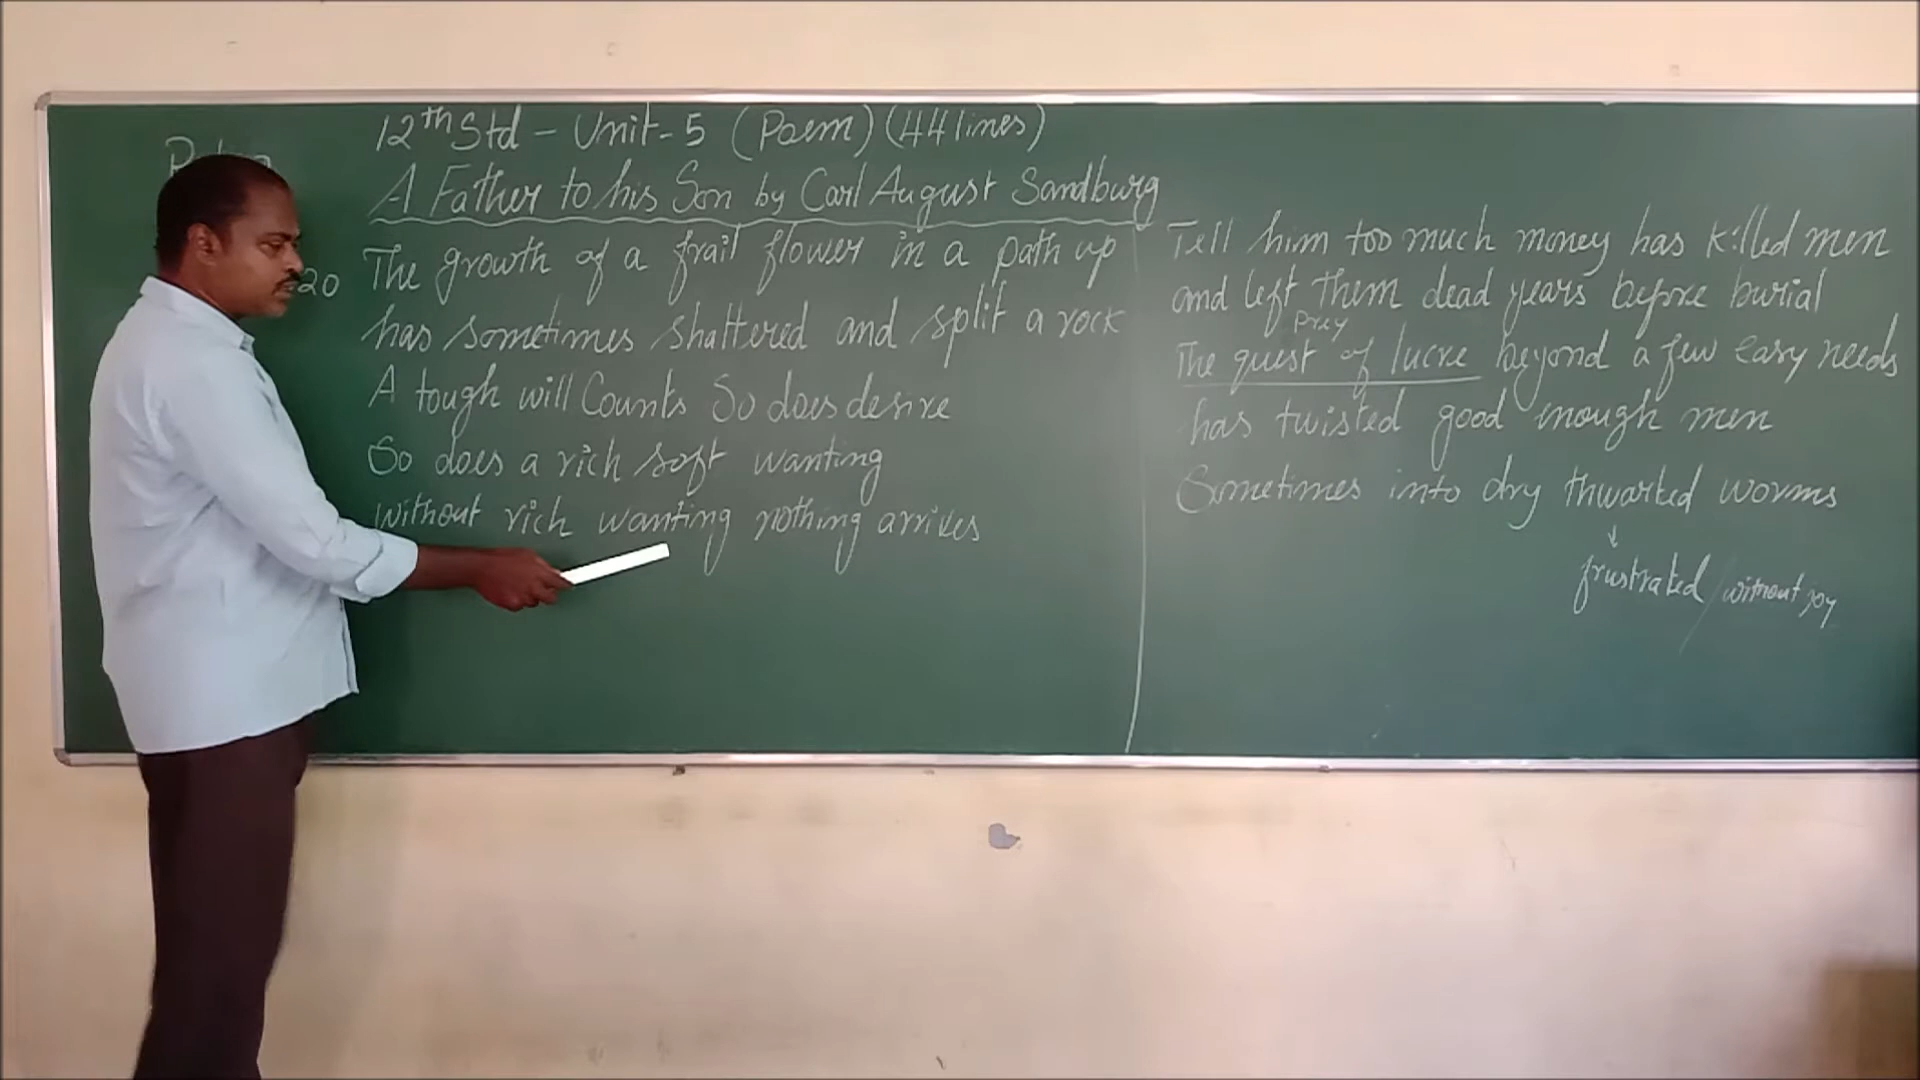 12th Std - Unit-5 (Poem) (44 lines)
A Father to his Son by Carl August Sandburg
20
The growth of a frail flower in a path up
has sometimes shattered and split a rock
A tough will Counts So does desire
So does a rich soft wanting
without rich wanting nothing arrives
Tell him too much money has killed men
and left them dead years before burial
prey
The quest of lucre beyond a few easy needs
has twisted good enough men
Sometimes into dry thwarted worms
↓
frustrated / without joy